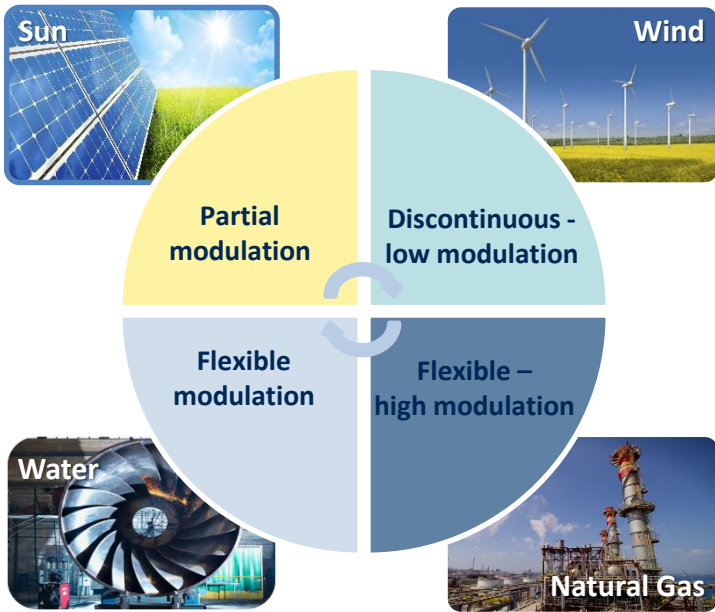 Sun
Wind
Partial
modulation
Discontinuous -
low modulation
Flexible
modulation
Flexible –
high modulation
Water
Natural Gas